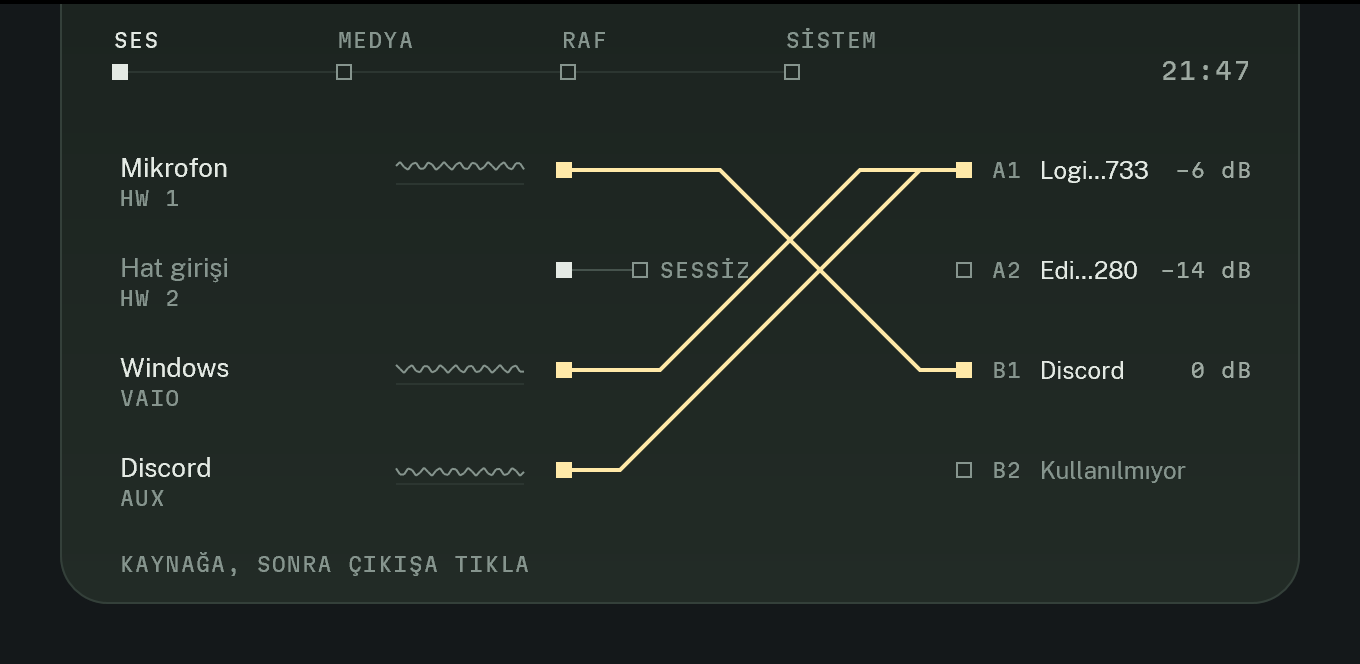 SES MEDYA RAF SİSTEM
21:47
Mikrofon A1 Logi...733 −6 dB
HW 1
Hat girişi SESSİZ A2 Edi...280 −14 dB
HW 2
Windows B1 Discord 0 dB
VAIO
Discord B2 Kullanılmıyor
AUX
KAYNAĞA, SONRA ÇIKIŞA TIKLA